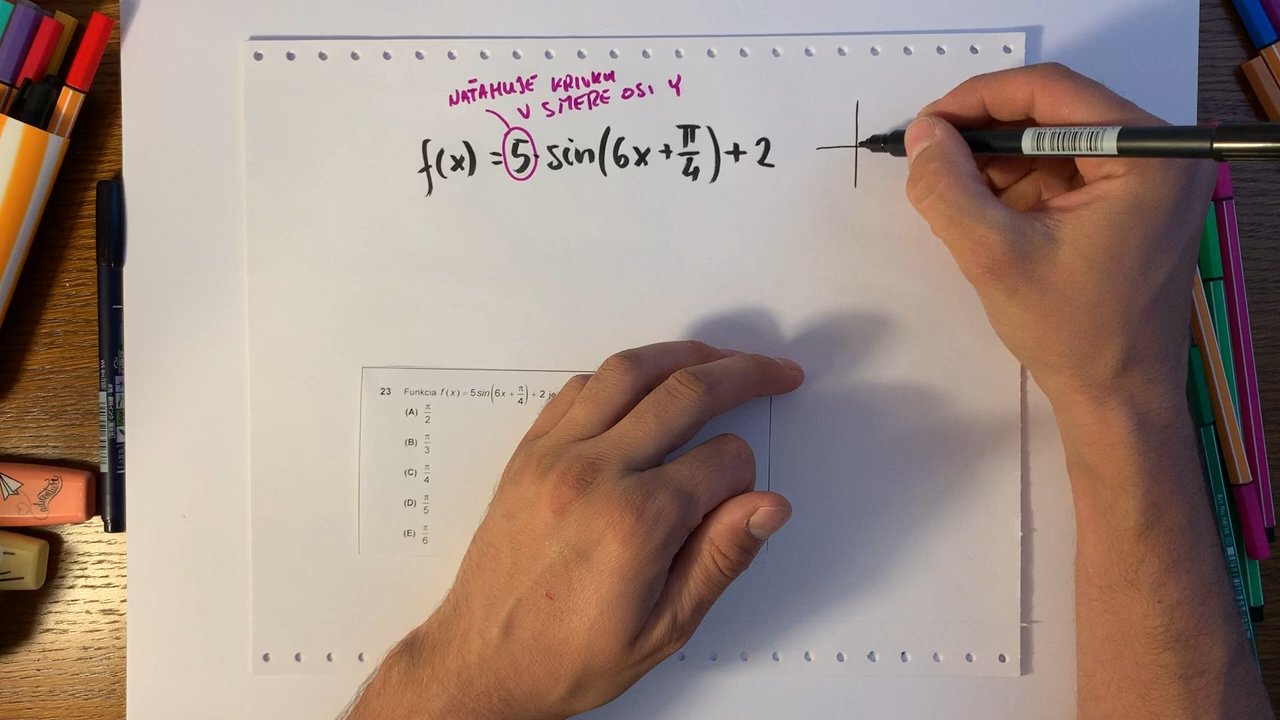 NAŤAHUJE KRIVKU
V SMERE OSI Y
f(x) = 5 · sin(6x + π/4) + 2
23 Funkcia f(x) = 5sin(6x + π/4) + 2 je
(A) π/2
(B) π/3
(C) π/4
(D) π/5
(E) π/6
adventure